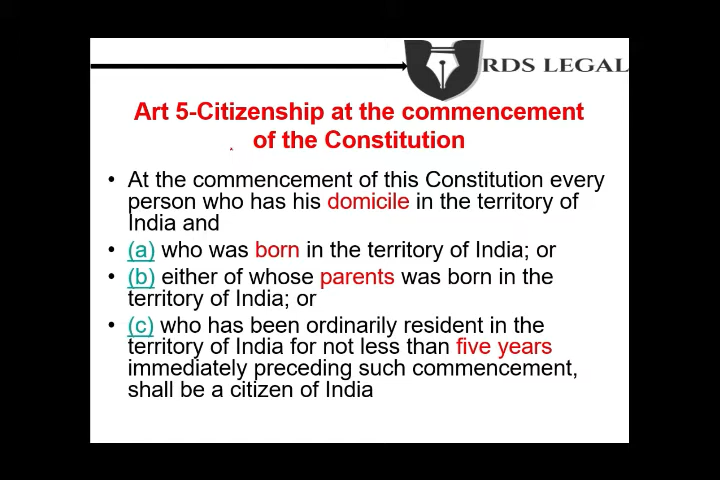 RDS LEGAL
Art 5-Citizenship at the commencement
of the Constitution
• At the commencement of this Constitution every
person who has his domicile in the territory of
India and
• (a) who was born in the territory of India; or
• (b) either of whose parents was born in the
territory of India; or
• (c) who has been ordinarily resident in the
territory of India for not less than five years
immediately preceding such commencement,
shall be a citizen of India